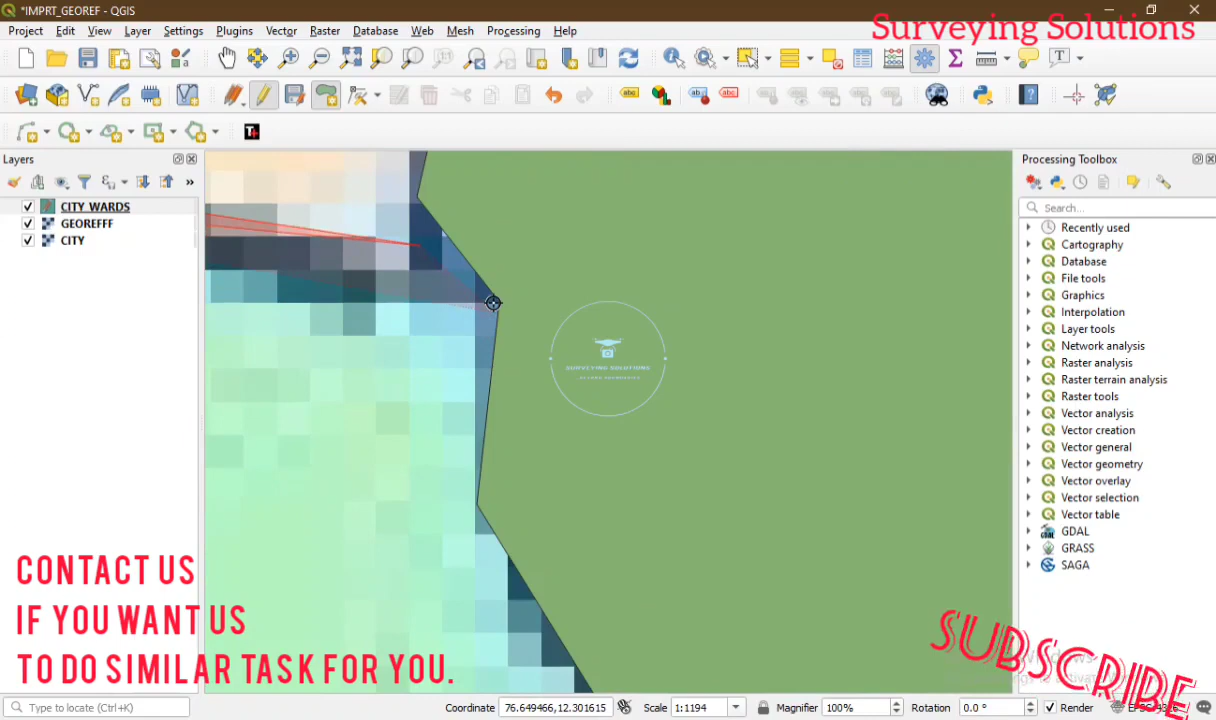 *IMPRT_GEOREF - QGIS
Surveying Solutions
Project Edit View Layer Settings Plugins Vector Raster Database Web Mesh Processing Help
Layers
Processing Toolbox
CITY WARDS
GEOREFFF
CITY
Search...
Recently used
Cartography
Database
File tools
Graphics
Interpolation
Layer tools
Network analysis
Raster analysis
Raster terrain analysis
Raster tools
Vector analysis
Vector creation
Vector general
Vector geometry
Vector overlay
Vector selection
Vector table
GDAL
GRASS
SAGA
SURVEYING SOLUTIONS
CONTACT US
IF YOU WANT US
TO DO SIMILAR TASK FOR YOU.
SUBSCRIBE
Type to locate (Ctrl+K)
Coordinate 76.649466,12.301615 Scale 1:1194 Magnifier 100% Rotation 0.0 ° Render